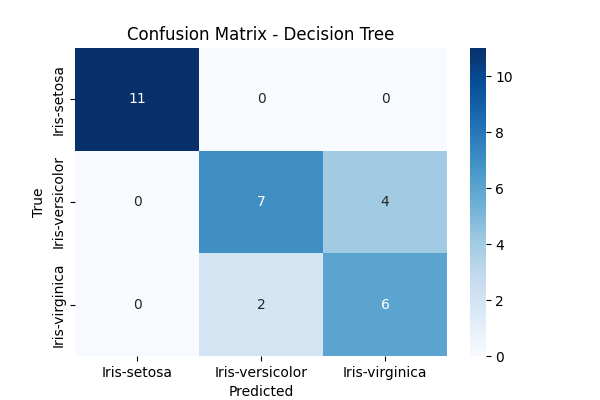 Confusion Matrix - Decision Tree
Iris-setosa
Iris-versicolor
Iris-virginica
True
11 0 0
0 7 4
0 2 6
Iris-setosa Iris-versicolor Iris-virginica
Predicted
10
8
6
4
2
0